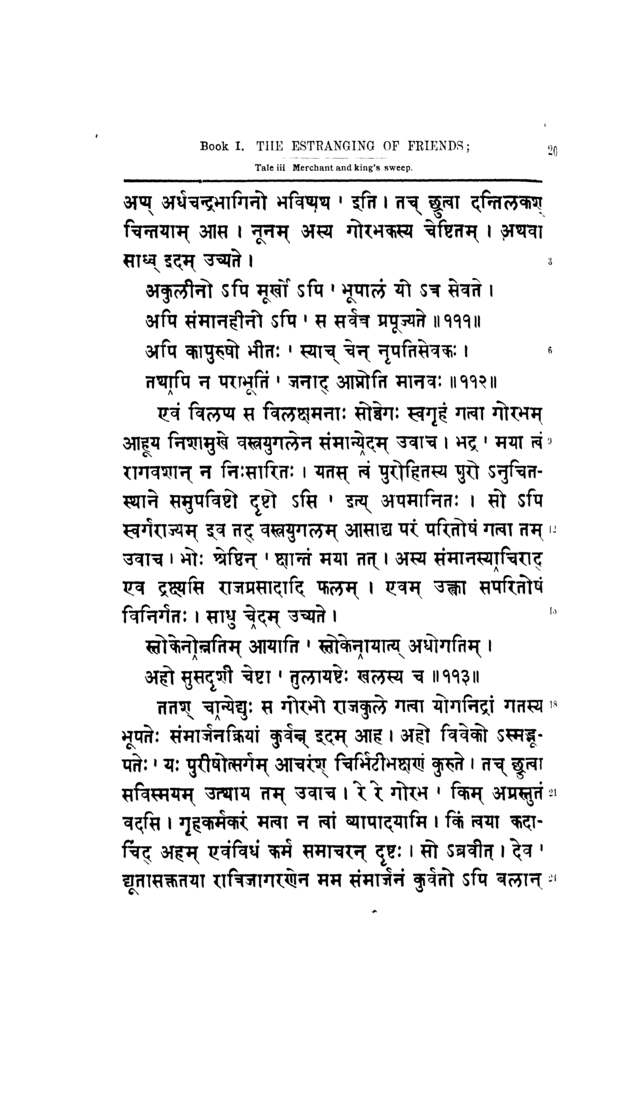 Book I. THE ESTRANGING OF FRIENDS; 20
Tale iii Merchant and king's sweep.
अप्य् अर्धचन्द्रभागिनो भविष्यथ ' इति । तच् छ्रुत्वा दन्तिलकश्
चिन्तयाम् आस । नूनम् अस्य गोरभकस्य चेष्टितम् । अथवा
साध्व् इदम् उच्यते । 3
अकुलीनो ऽपि मूर्खो ऽपि ' भूपालं यो ऽत्र सेवते ।
अपि संमानहीनो ऽपि ' स सर्वत्र प्रपूज्यते ॥१११॥
अपि कापुरुषो भीतः ' स्याच् चेन् नृपतिसेवकः । 6
तथापि न पराभूतिं ' जनाद् आप्नोति मानवः ॥११२॥
एवं विलप्य स विलक्षमनाः सोद्वेगः स्वगृहं गत्वा गोरभम्
आहूय निशामुखे वस्त्रयुगलेन संमान्येदम् उवाच । भद्र ' मया त्वं 9
रागवशान् न निःसारितः । यतस् त्वं पुरोहितस्य पुरो ऽनुचित-
स्थाने समुपविष्टो दृष्टो ऽसि ' इत्य् अपमानितः । सो ऽपि
स्वर्गराज्यम् इव तद् वस्त्रयुगलम् आसाद्य परं परितोषं गत्वा तम् 12
उवाच । भोः श्रेष्ठिन् ' क्षान्तं मया तत् । अस्य संमानस्याचिराद्
एव द्रक्ष्यसि राजप्रसादादि फलम् । एवम् उक्त्वा सपरितोषं
विनिर्गतः । साधु चेदम् उच्यते । 15
स्तोकेनोन्नतिम् आयाति ' स्तोकेनायात्य् अधोगतिम् ।
अहो सुसदृशी चेष्टा ' तुलायष्टेः खलस्य च ॥११३॥
ततश् चान्येद्युः स गोरभो राजकुले गत्वा योगनिद्रां गतस्य 18
भूपतेः संमार्जनक्रियां कुर्वन्न् इदम् आह । अहो विवेको ऽस्मद्भू-
पतेः ' यः पुरीषोत्सर्गम् आचरंश् चिर्भिटीभक्षणं कुरुते । तच् छ्रुत्वा
सविस्मयम् उत्थाय तम् उवाच । रे रे गोरभ ' किम् अप्रस्तुतं 21
वदसि । गृहकर्मकरं मत्वा न त्वां व्यापादयामि । किं त्वया कदा-
चिद् अहम् एवंविधं कर्म समाचरन् दृष्टः । सो ऽब्रवीत् । देव '
द्यूतासक्ततया रात्रिजागरणेन मम संमार्जनं कुर्वतो ऽपि बलान् 24